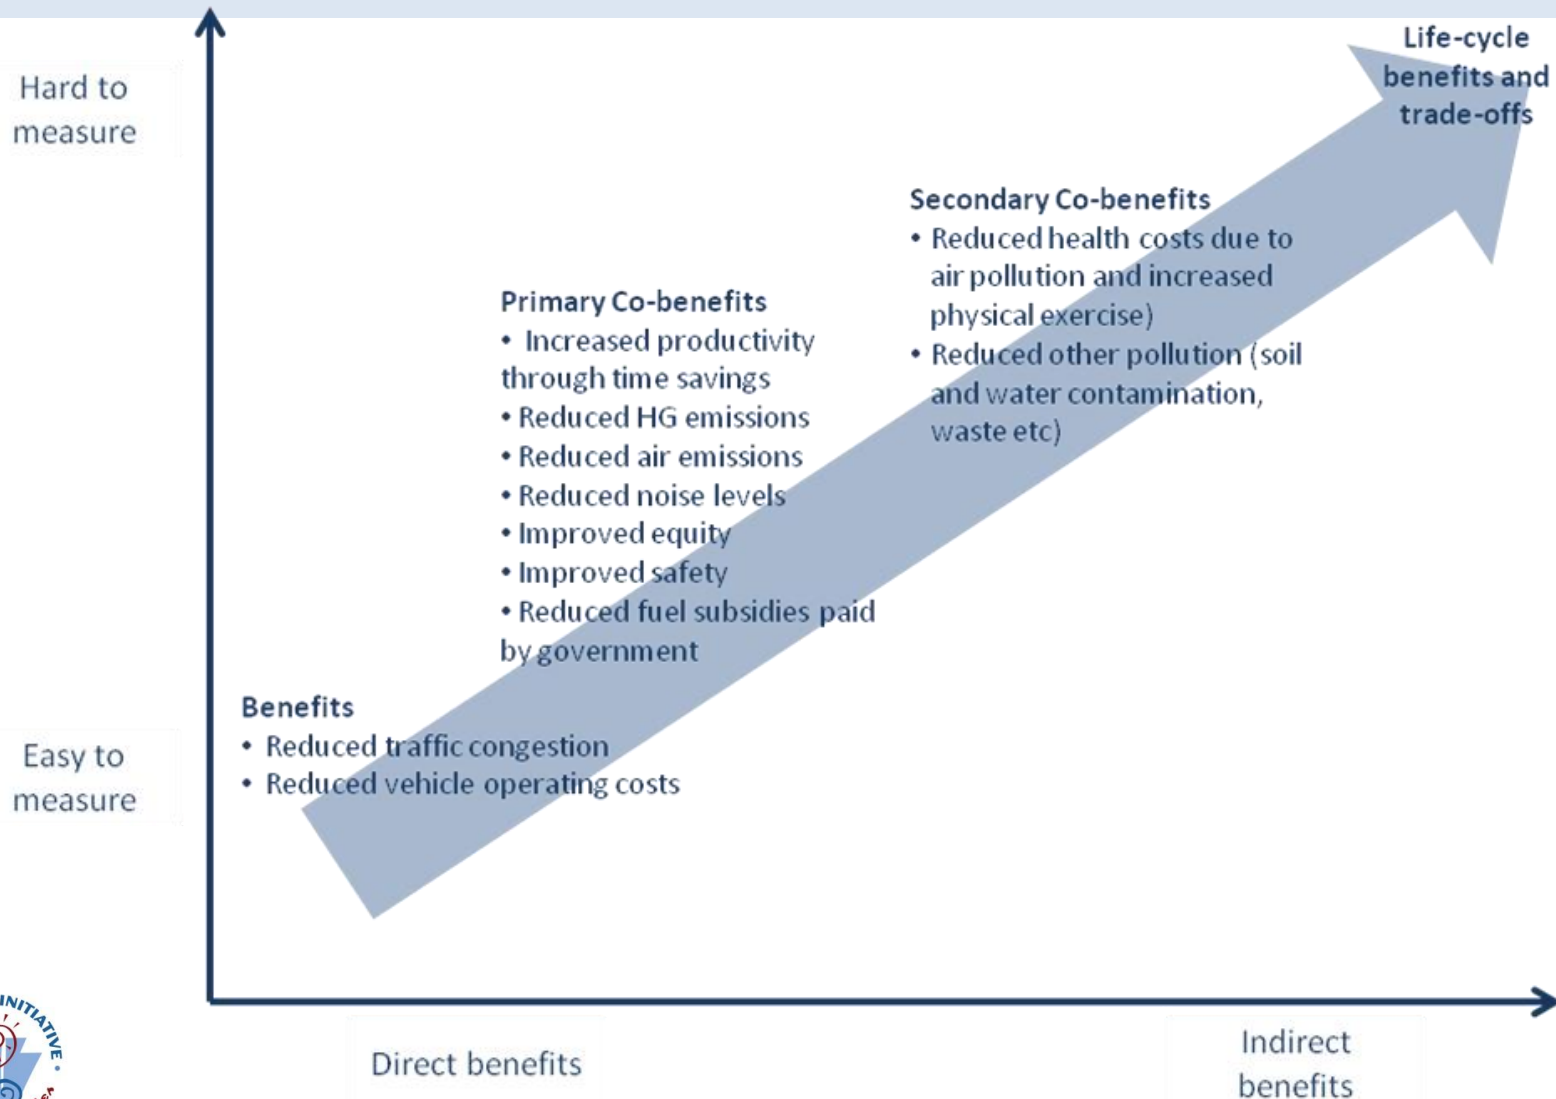 Hard to
measure
Life-cycle
benefits and
trade-offs
Secondary Co-benefits
• Reduced health costs due to
air pollution and increased
physical exercise)
• Reduced other pollution (soil
and water contamination,
waste etc)
Primary Co-benefits
• Increased productivity
through time savings
• Reduced HG emissions
• Reduced air emissions
• Reduced noise levels
• Improved equity
• Improved safety
• Reduced fuel subsidies paid
by government
Benefits
• Reduced traffic congestion
• Reduced vehicle operating costs
Easy to
measure
Direct benefits
Indirect
benefits
INITIATIVE